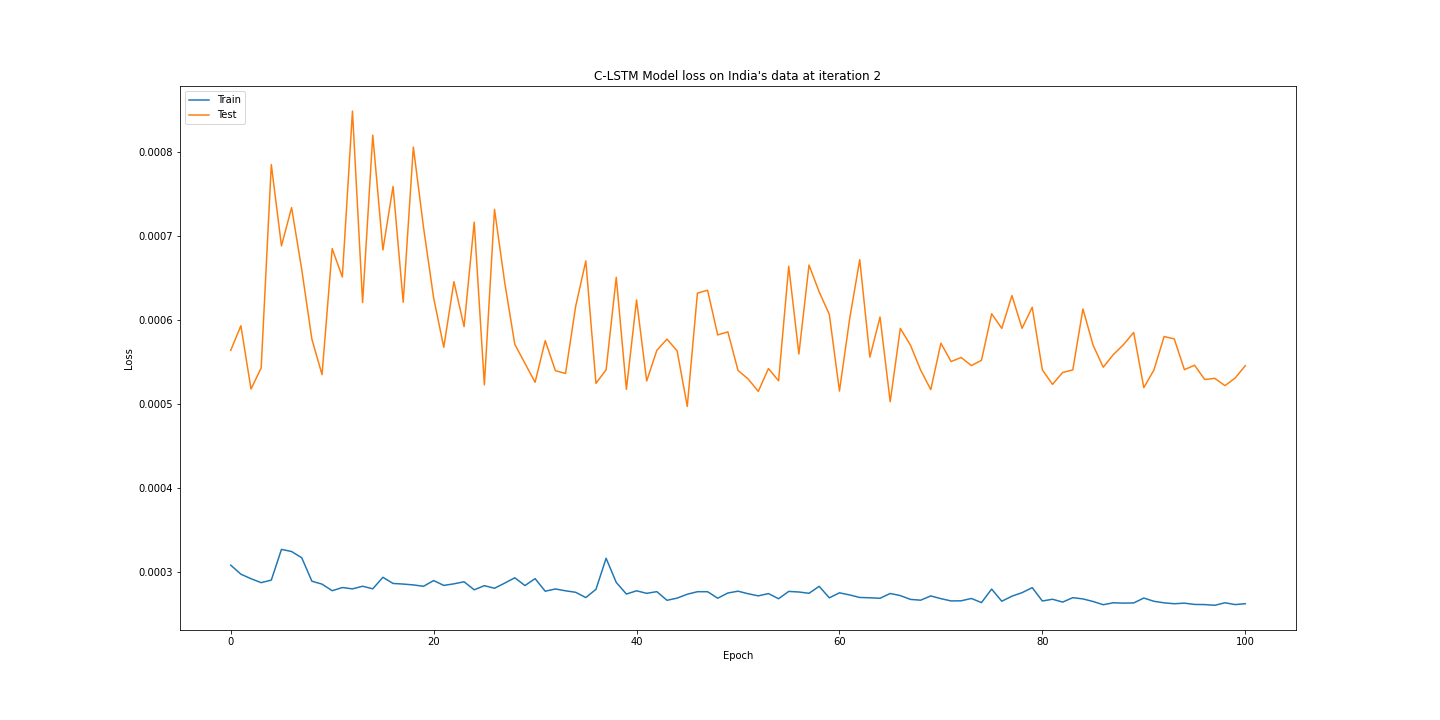 C-LSTM Model loss on India's data at iteration 2
Train
Test
0.0008
0.0007
0.0006
0.0005
0.0004
0.0003
Loss
0 20 40 60 80 100
Epoch